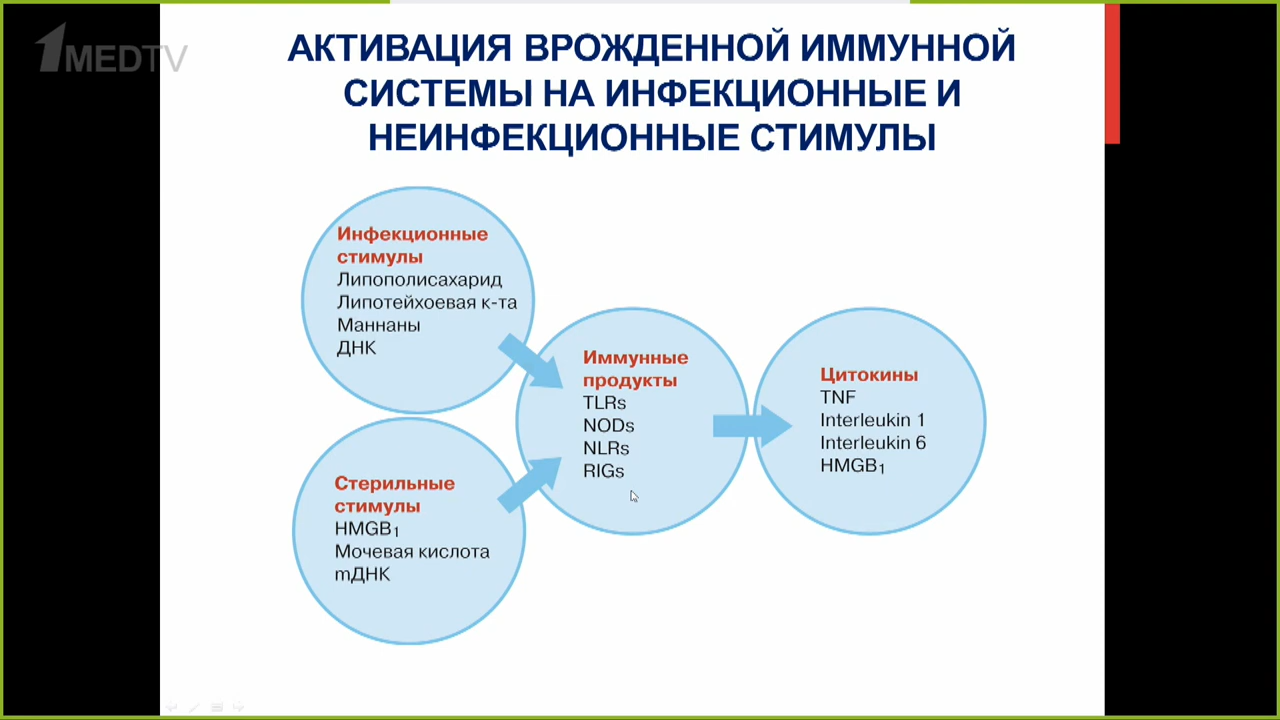 1MEDTV
АКТИВАЦИЯ ВРОЖДЕННОЙ ИММУННОЙ
СИСТЕМЫ НА ИНФЕКЦИОННЫЕ И
НЕИНФЕКЦИОННЫЕ СТИМУЛЫ
Инфекционные
стимулы
Липополисахарид
Липотейхоевая к-та
Маннаны
ДНК
Стерильные
стимулы
HMGB₁
Мочевая кислота
mДНК
Иммунные
продукты
TLRs
NODs
NLRs
RIGs
Цитокины
TNF
Interleukin 1
Interleukin 6
HMGB₁